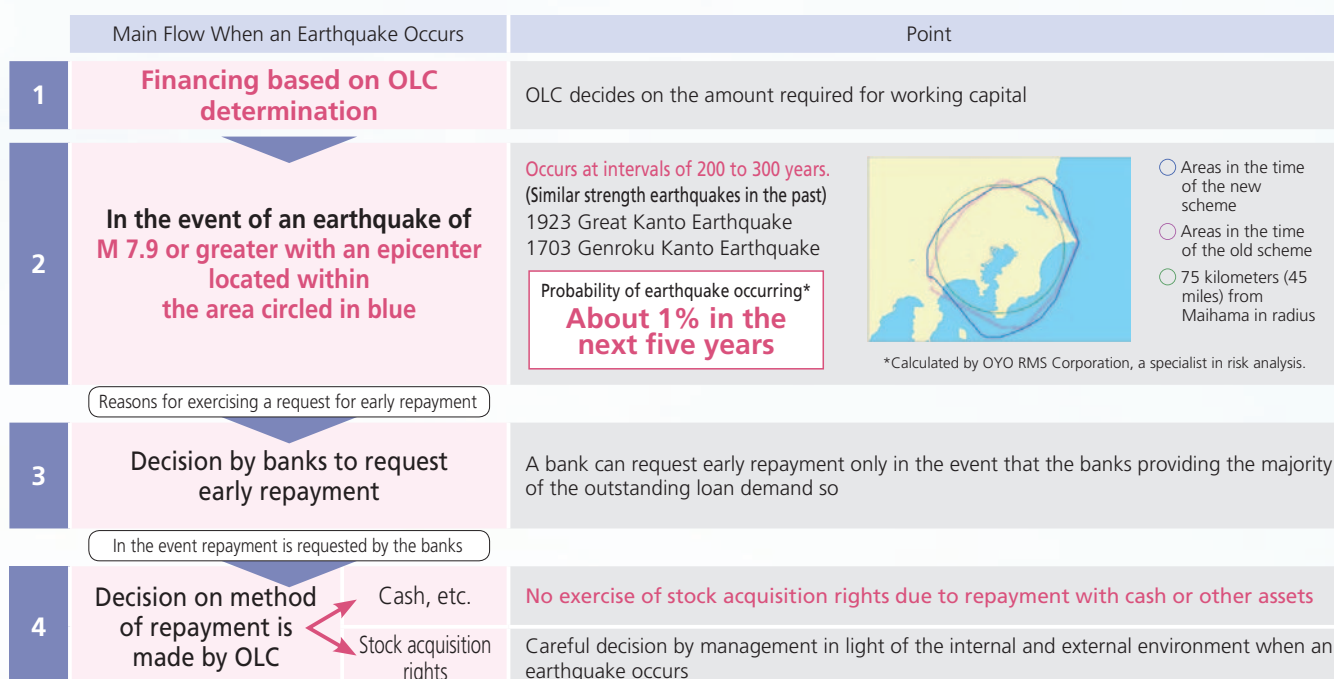 Main Flow When an Earthquake Occurs
Point
1
Financing based on OLC
determination
OLC decides on the amount required for working capital
2
In the event of an earthquake of
M 7.9 or greater with an epicenter
located within
the area circled in blue
Occurs at intervals of 200 to 300 years.
(Similar strength earthquakes in the past)
1923 Great Kanto Earthquake
1703 Genroku Kanto Earthquake
Probability of earthquake occurring*
About 1% in the
next five years
Areas in the time
of the new
scheme
Areas in the time
of the old scheme
75 kilometers (45
miles) from
Maihama in radius
*Calculated by OYO RMS Corporation, a specialist in risk analysis.
Reasons for exercising a request for early repayment
3
Decision by banks to request
early repayment
A bank can request early repayment only in the event that the banks providing the majority
of the outstanding loan demand so
In the event repayment is requested by the banks
4
Decision on method
of repayment is
made by OLC
Cash, etc.
No exercise of stock acquisition rights due to repayment with cash or other assets
Stock acquisition
rights
Careful decision by management in light of the internal and external environment when an
earthquake occurs